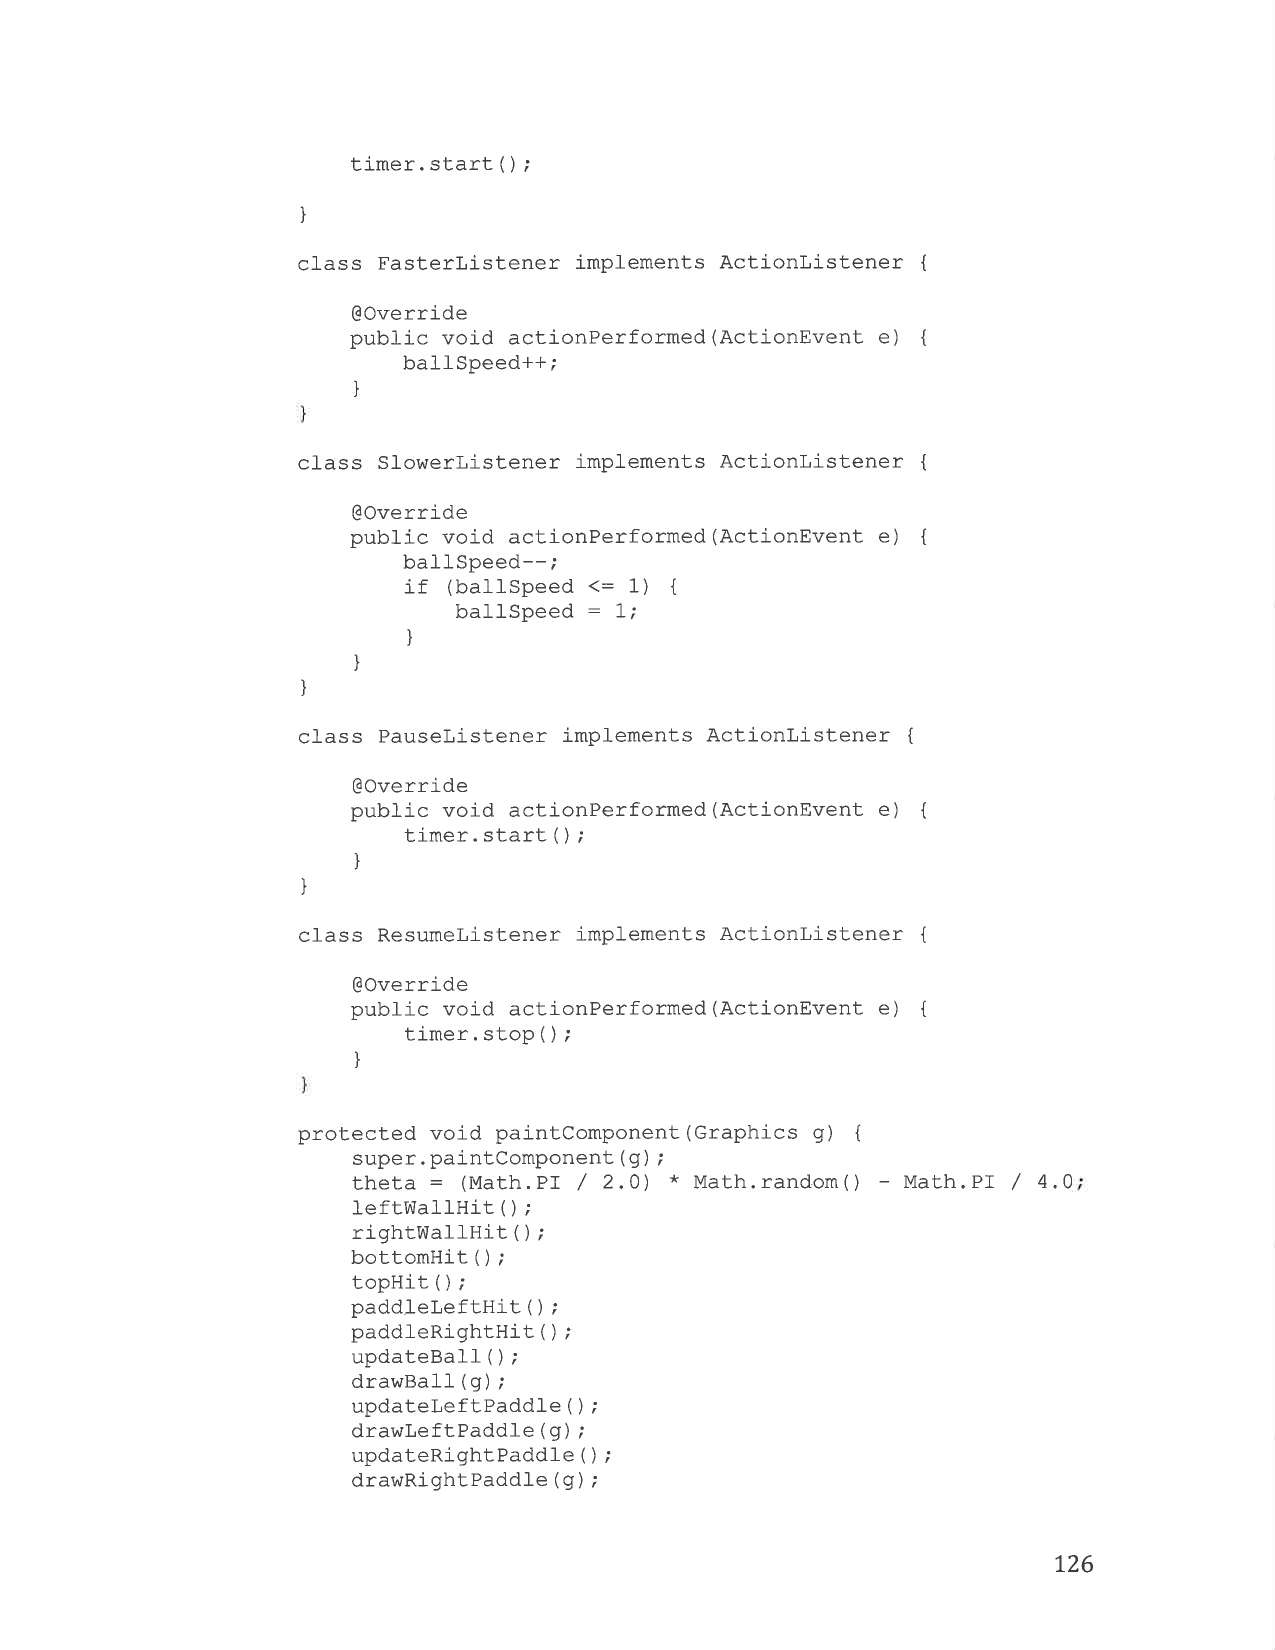 timer.start();
}
class FasterListener implements ActionListener {
@Override
public void actionPerformed(ActionEvent e) {
ballSpeed++;
}
}
class SlowerListener implements ActionListener {
@Override
public void actionPerformed(ActionEvent e) {
ballSpeed--;
if (ballSpeed <= 1) {
ballSpeed = 1;
}
}
}
class PauseListener implements ActionListener {
@Override
public void actionPerformed(ActionEvent e) {
timer.start();
}
}
class ResumeListener implements ActionListener {
@Override
public void actionPerformed(ActionEvent e) {
timer.stop();
}
}
protected void paintComponent(Graphics g) {
super.paintComponent(g);
theta = (Math.PI / 2.0) * Math.random() - Math.PI / 4.0;
leftWallHit();
rightWallHit();
bottomHit();
topHit();
paddleLeftHit();
paddleRightHit();
updateBall();
drawBall(g);
updateLeftPaddle();
drawLeftPaddle(g);
updateRightPaddle();
drawRightPaddle(g);
126